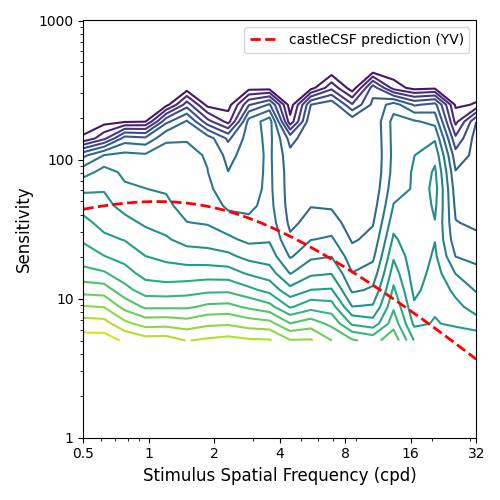 1000
castleCSF prediction (YV)
100
Sensitivity
10
1
0.5 1 2 4 8 16 32
Stimulus Spatial Frequency (cpd)